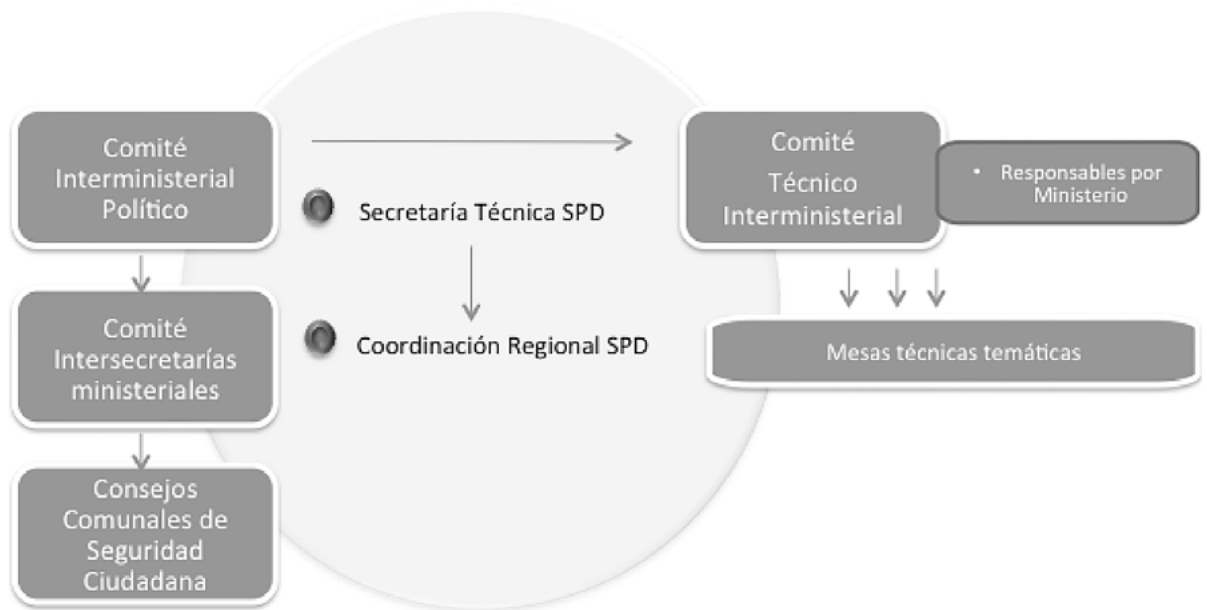 Comité
Interministerial
Político
Secretaría Técnica SPD
Comité
Técnico
Interministerial
• Responsables por
Ministerio
Comité
Intersecretarías
ministeriales
Coordinación Regional SPD
Mesas técnicas temáticas
Consejos
Comunales de
Seguridad
Ciudadana